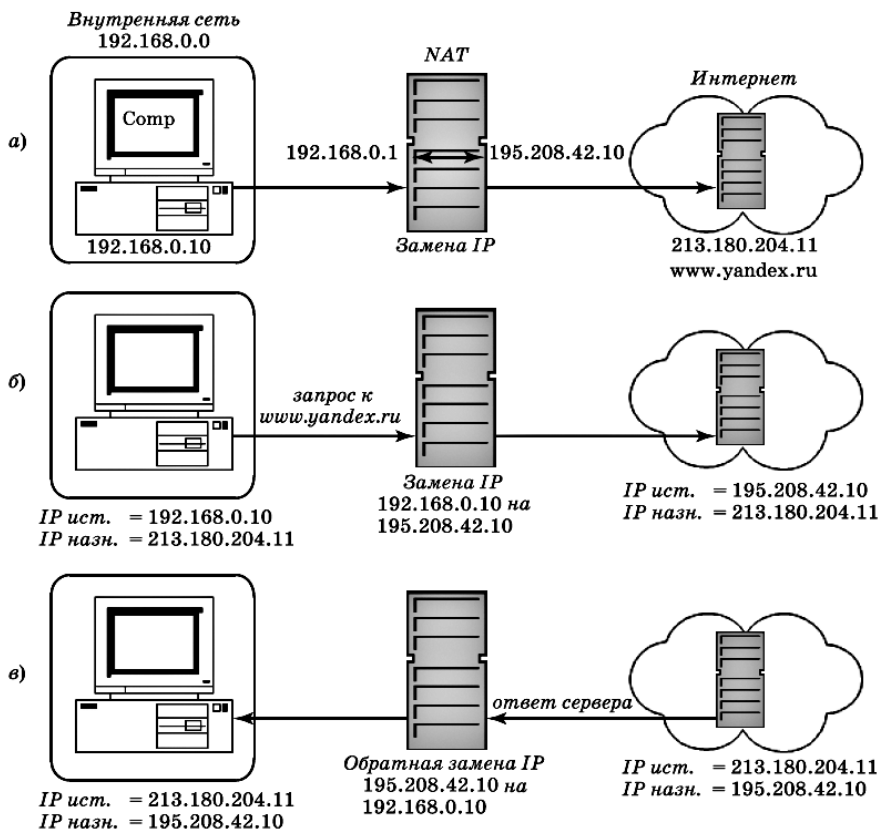 Внутренняя сеть
192.168.0.0
NAT
Интернет
а)
Comp
192.168.0.1
195.208.42.10
192.168.0.10
Замена IP
213.180.204.11
www.yandex.ru
б)
запрос к
www.yandex.ru
Замена IP
192.168.0.10 на
195.208.42.10
IP ист. = 192.168.0.10
IP назн. = 213.180.204.11
IP ист. = 195.208.42.10
IP назн. = 213.180.204.11
в)
ответ сервера
Обратная замена IP
195.208.42.10 на
192.168.0.10
IP ист. = 213.180.204.11
IP назн. = 195.208.42.10
IP ист. = 213.180.204.11
IP назн. = 195.208.42.10